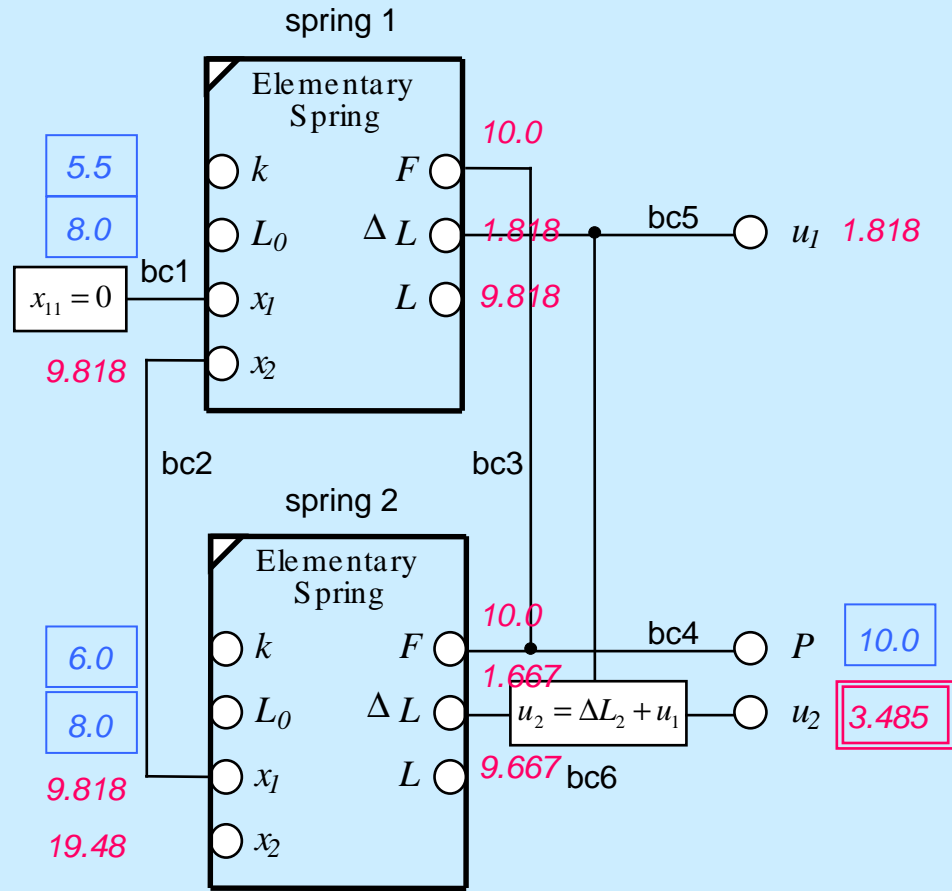 spring 1
Elementary
Spring
10.0
5.5
k
F
8.0
L0
Δ L
1.818
bc5
u1
1.818
bc1
x11 = 0
x1
L
9.818
9.818
x2
bc2
bc3
spring 2
Elementary
Spring
10.0
bc4
6.0
k
F
P
10.0
1.667
8.0
L0
Δ L
u2 = ΔL2 + u1
u2
3.485
9.818
x1
L
9.667
bc6
19.48
x2